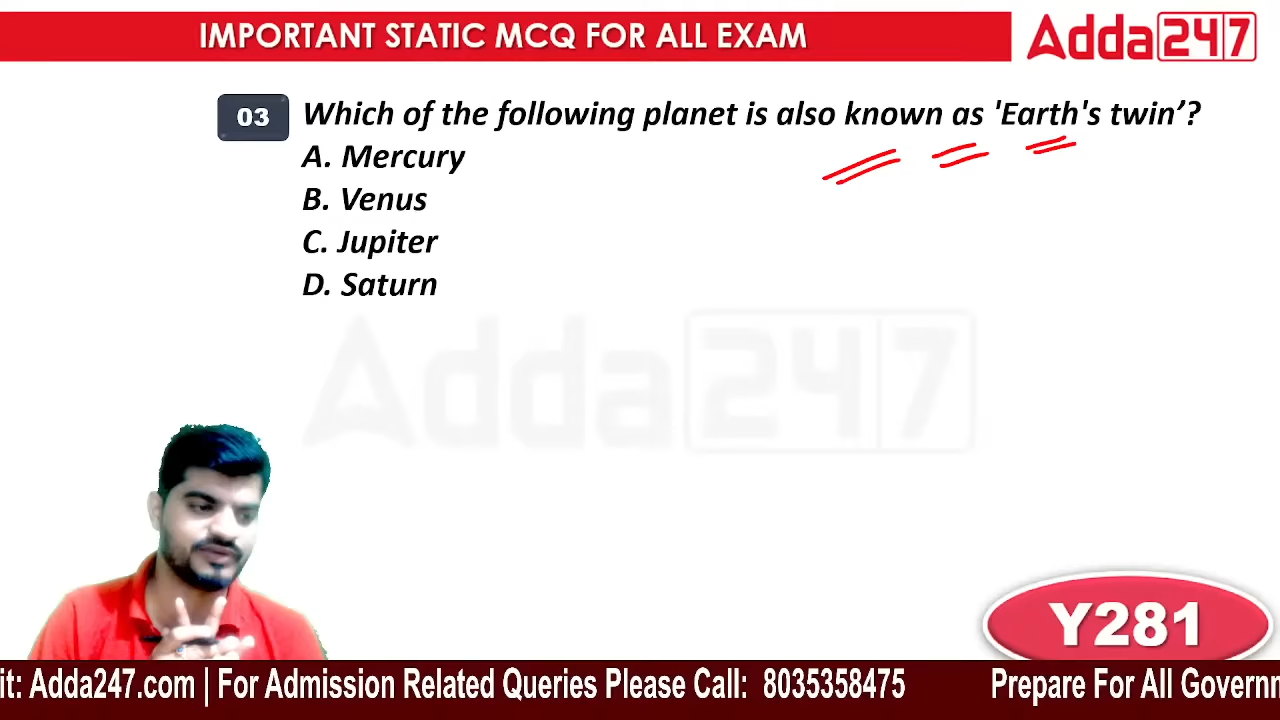 IMPORTANT STATIC MCQ FOR ALL EXAM
Adda247
03
Which of the following planet is also known as 'Earth's twin’?
A. Mercury
B. Venus
C. Jupiter
D. Saturn
Adda247
Y281
it: Adda247.com | For Admission Related Queries Please Call: 8035358475 Prepare For All Governm